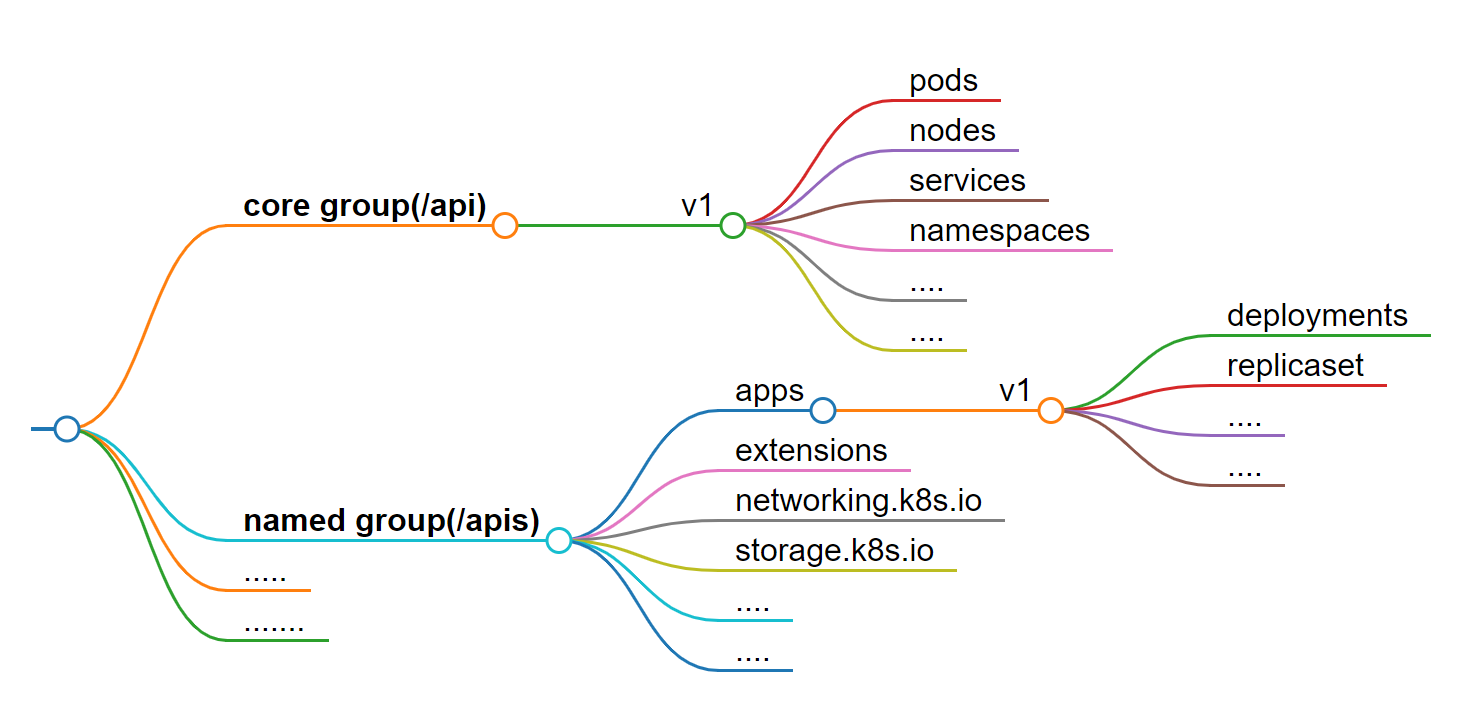 core group(/api)
v1
pods
nodes
services
namespaces
....
....
named group(/apis)
apps
v1
deployments
replicaset
....
....
extensions
networking.k8s.io
storage.k8s.io
....
....
.....
.......